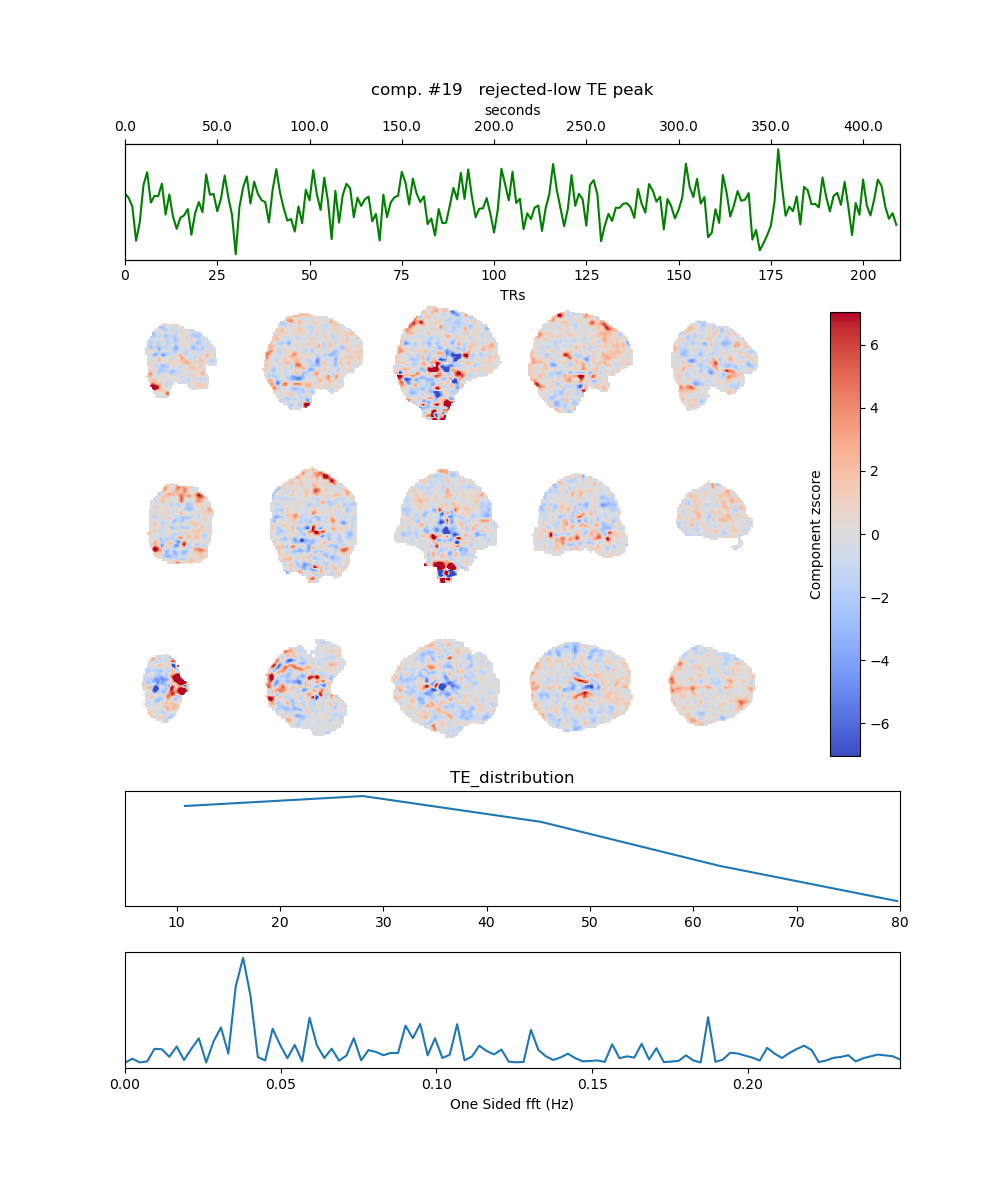 comp. #19   rejected-low TE peak
seconds
0.0 50.0 100.0 150.0 200.0 250.0 300.0 350.0 400.0
0 25 50 75 100 125 150 175 200
TRs
6
4
2
0
−2
−4
−6
Component zscore
TE_distribution
10 20 30 40 50 60 70 80
0.00 0.05 0.10 0.15 0.20
One Sided fft (Hz)